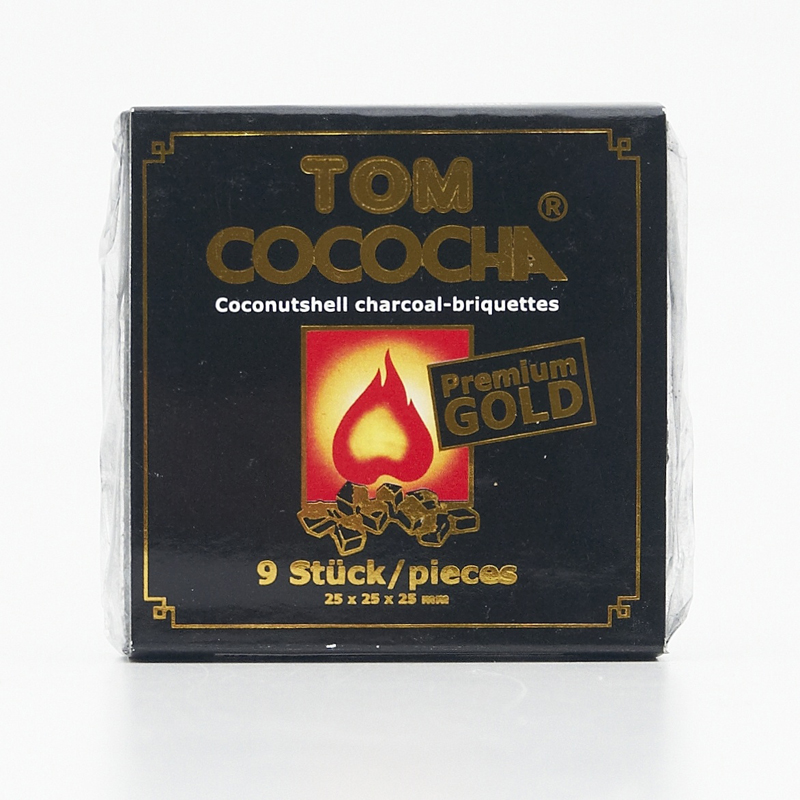 TOM
COCOCHA ®
Coconutshell charcoal-briquettes
Premium
GOLD
9 Stück/pieces
25 x 25 x 25 mm